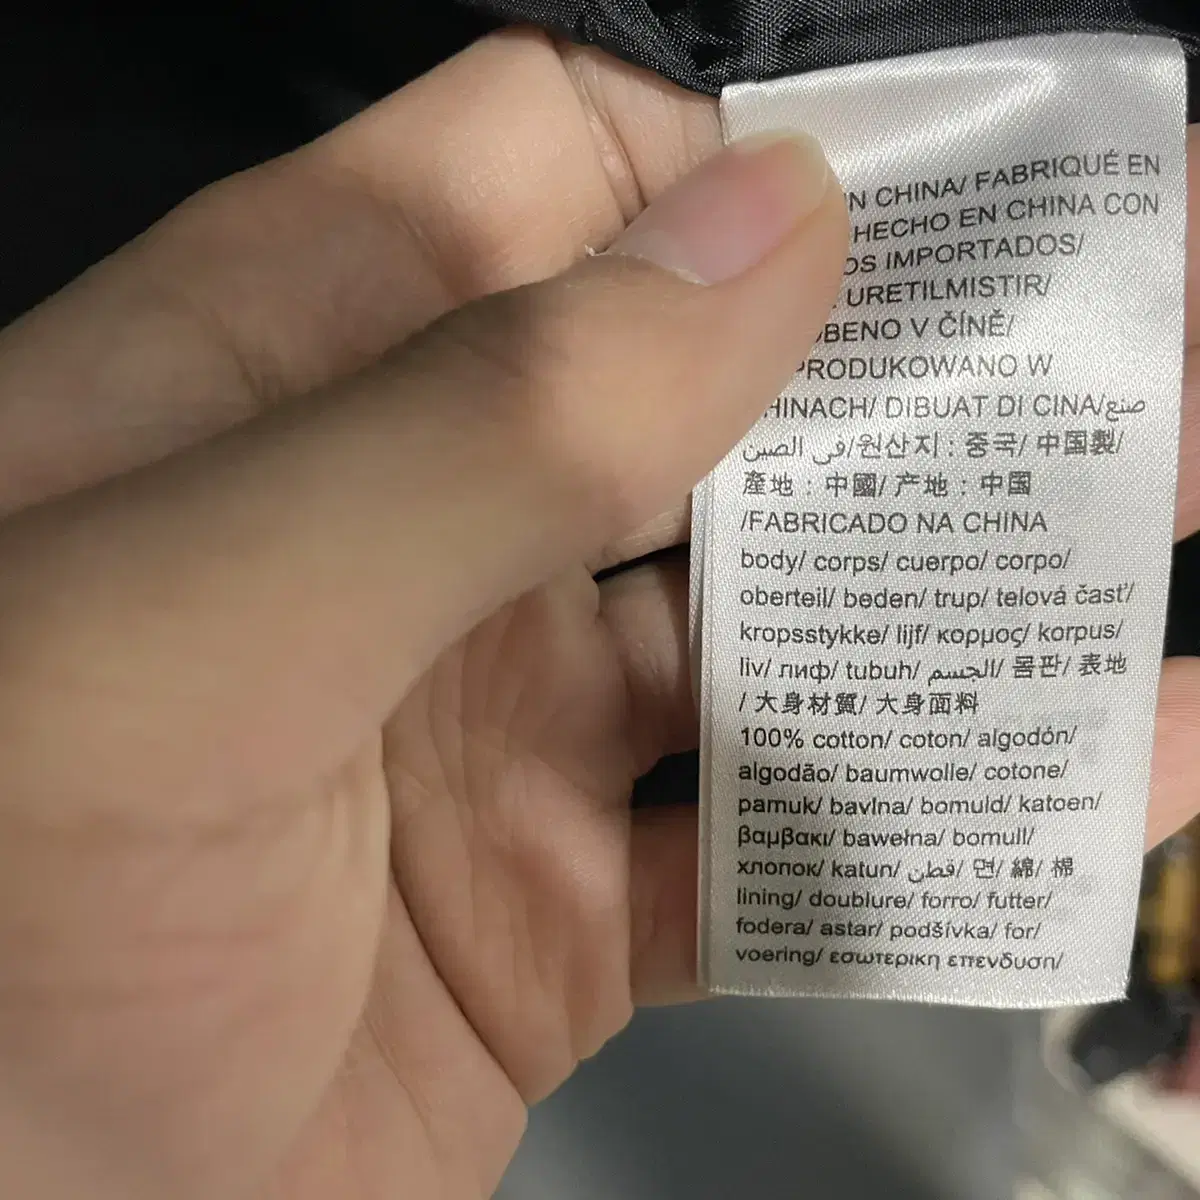 CHINA/ FABRIQUÉ EN
HECHO EN CHINA CON
IMPORTADOS/
URETILMISTIR/
V ČÍNĚ/
PRODUKOWANO W
DIBUAT DI CINA/صنع
في الصين/원산지 : 중국/ 中国製/
產地 : 中國/ 产地 : 中国
/FABRICADO NA CHINA
body/ corps/ cuerpo/ corpo/
oberteil/ beden/ trup/ telová časť/
kropsstykke/ lijf/ κορμος/ korpus/
liv/ лиф/ tubuh/ الجسم/ 몸판/ 表地
/ 大身材質/ 大身面料
100% cotton/ coton/ algodón/
algodão/ baumwolle/ cotone/
pamuk/ bavlna/ bomuld/ katoen/
βαμβακι/ bawełna/ bomull/
хлопок/ katun/ قطن/ 면/ 綿/ 棉
lining/ doublure/ forro/ futter/
fodera/ astar/ podšívka/ for/
voering/ εσωτερικη επενδυση/